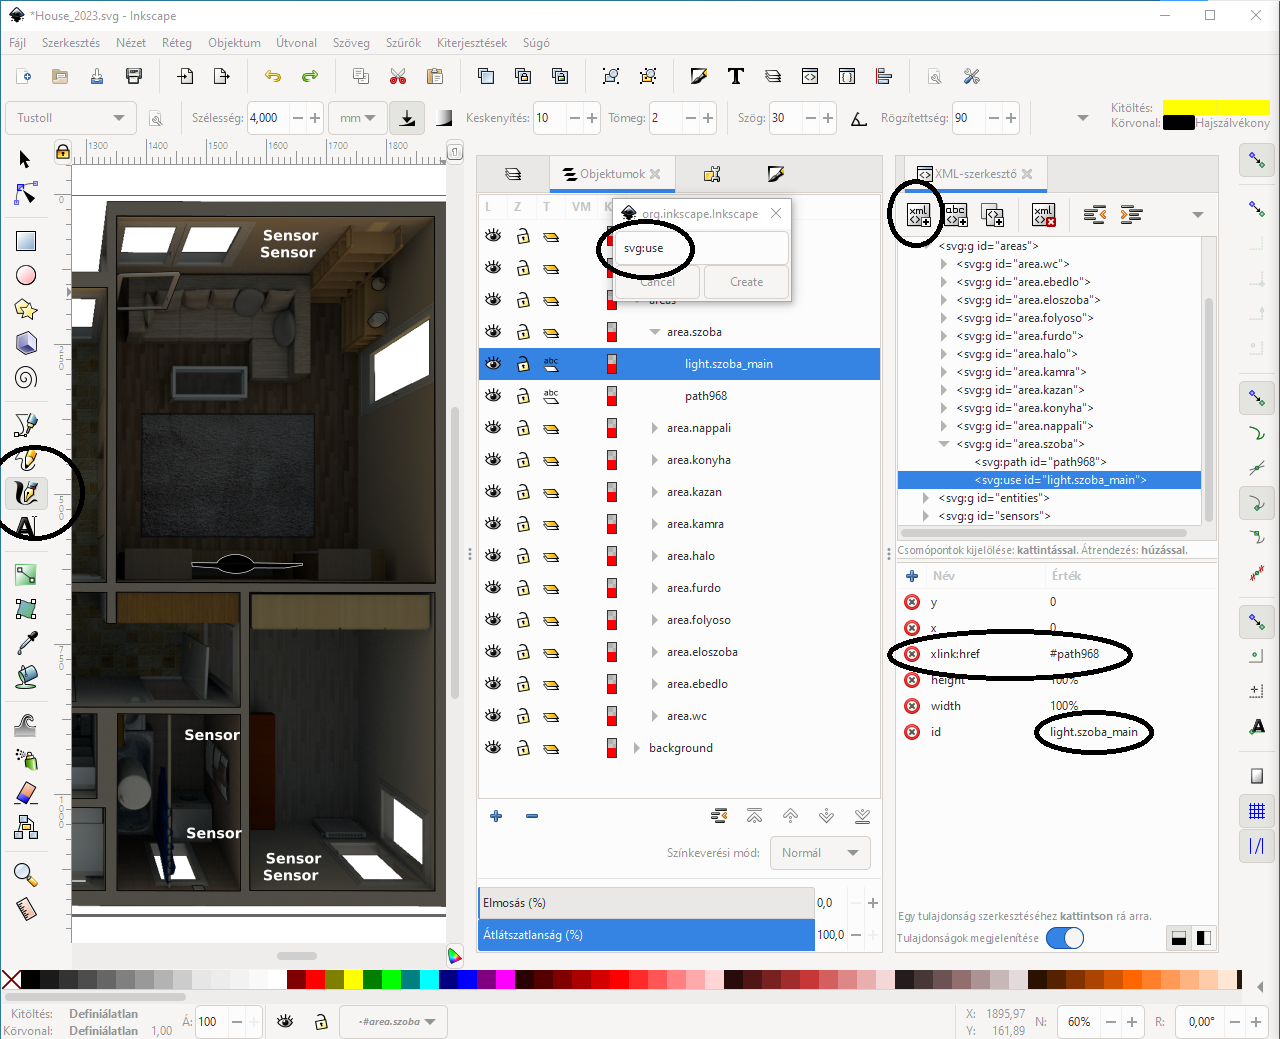 *House_2023.svg - Inkscape
Fájl Szerkesztés Nézet Réteg Objektum Útvonal Szöveg Szűrők Kiterjesztések Súgó
Tustoll Szélesség: 4,000 mm Keskenyítés: 10 Tömeg: 2 Szög: 30 Rögzítettség: 90
Kitöltés:
Körvonal: Hajszálvékony
1300 1400 1500 1600 1700 1800
0
250
500
750
1000
Sensor
Sensor
Sensor
Sensor
Sensor
Sensor
Objektumok
L Z T VM K
org.inkscape.Inkscape
svg:use
Cancel Create
areas
area.szoba
abc light.szoba_main
abc path968
area.nappali
area.konyha
area.kazan
area.kamra
area.halo
area.furdo
area.folyoso
area.eloszoba
area.ebedlo
area.wc
background
Színkeverési mód: Normál
Elmosás (%) 0,0
Átlátszatlanság (%) 100,0
XML-szerkesztő
xml abc xml
<svg:g id="areas">
<svg:g id="area.wc">
<svg:g id="area.ebedlo">
<svg:g id="area.eloszoba">
<svg:g id="area.folyoso">
<svg:g id="area.furdo">
<svg:g id="area.halo">
<svg:g id="area.kamra">
<svg:g id="area.kazan">
<svg:g id="area.konyha">
<svg:g id="area.nappali">
<svg:g id="area.szoba">
<svg:path id="path968">
<svg:use id="light.szoba_main">
<svg:g id="entities">
<svg:g id="sensors">
Csomópontok kijelölése: kattintással. Átrendezés: húzással.
Név Érték
y 0
x 0
xlink:href #path968
height 100%
width 100%
id light.szoba_main
Egy tulajdonság szerkesztéséhez kattintson rá arra.
Tulajdonságok megjelenítése
Kitöltés: Definiálatlan
Körvonal: Definiálatlan 1,00
Á: 100
•#area.szoba
X: 1895,97
Y: 161,89
N: 60%
R: 0,00°